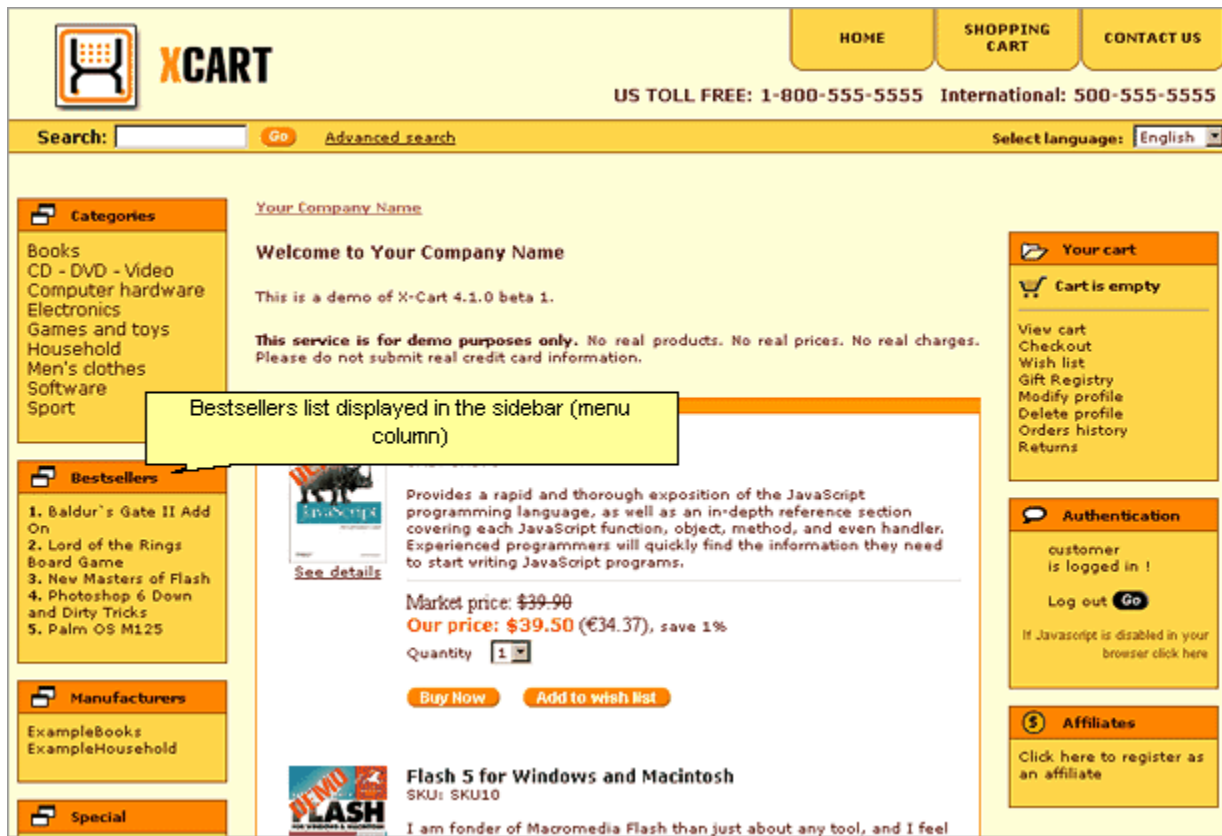 XCART
HOME
SHOPPING
CART
CONTACT US
US TOLL FREE: 1-800-555-5555 International: 500-555-5555
Search:
Go
Advanced search
Select language:
English
Categories
Books
CD - DVD - Video
Computer hardware
Electronics
Games and toys
Household
Men's clothes
Software
Sport
Bestsellers
1. Baldur`s Gate II Add
On
2. Lord of the Rings
Board Game
3. New Masters of Flash
4. Photoshop 6 Down
and Dirty Tricks
5. Palm OS M125
Manufacturers
ExampleBooks
ExampleHousehold
Special
Your Company Name
Welcome to Your Company Name
This is a demo of X-Cart 4.1.0 beta 1.
This service is for demo purposes only. No real products. No real prices. No real charges.
Please do not submit real credit card information.
Bestsellers list displayed in the sidebar (menu
column)
JavaScript
See details
Provides a rapid and thorough exposition of the JavaScript
programming language, as well as an in-depth reference section
covering each JavaScript function, object, method, and even handler.
Experienced programmers will quickly find the information they need
to start writing JavaScript programs.
Market price: $39.90
Our price: $39.50 (€34.37), save 1%
Quantity
1
Buy Now
Add to wish list
DEMO
FLASH
FOR WINDOWS & MACINTOSH
Flash 5 for Windows and Macintosh
SKU: SKU10
I am fonder of Macromedia Flash than just about any tool, and I feel
Your cart
Cart is empty
View cart
Checkout
Wish list
Gift Registry
Modify profile
Delete profile
Orders history
Returns
Authentication
customer
is logged in !
Log out
Go
If Javascript is disabled in your
browser click here
Affiliates
Click here to register as
an affiliate